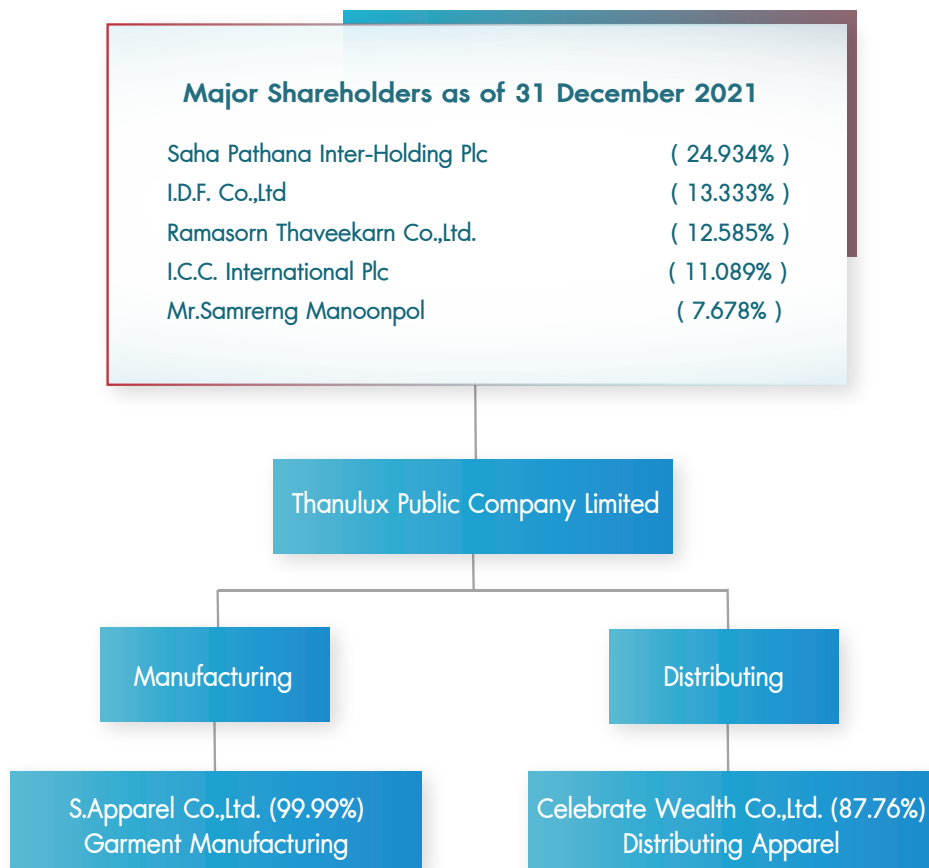 Major Shareholders as of 31 December 2021
Saha Pathana Inter-Holding Plc ( 24.934% )
I.D.F. Co.,Ltd ( 13.333% )
Ramasorn Thaveekarn Co.,Ltd. ( 12.585% )
I.C.C. International Plc ( 11.089% )
Mr.Samrerng Manoonpol ( 7.678% )
Thanulux Public Company Limited
Manufacturing
Distributing
S.Apparel Co.,Ltd. (99.99%)
Garment Manufacturing
Celebrate Wealth Co.,Ltd. (87.76%)
Distributing Apparel